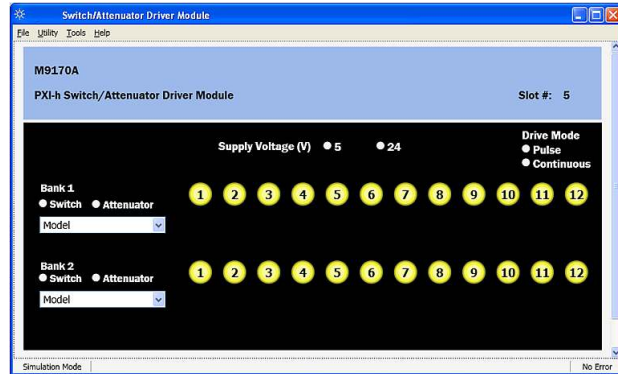 Switch/Attenuator Driver Module
File Utility Tools Help
M9170A
PXI-h Switch/Attenuator Driver Module Slot #: 5
Supply Voltage (V) 5 24
Drive Mode
Pulse
Continuous
Bank 1
Switch Attenuator
1 2 3 4 5 6 7 8 9 10 11 12
Model
Bank 2
Switch Attenuator
1 2 3 4 5 6 7 8 9 10 11 12
Model
Simulation Mode No Error